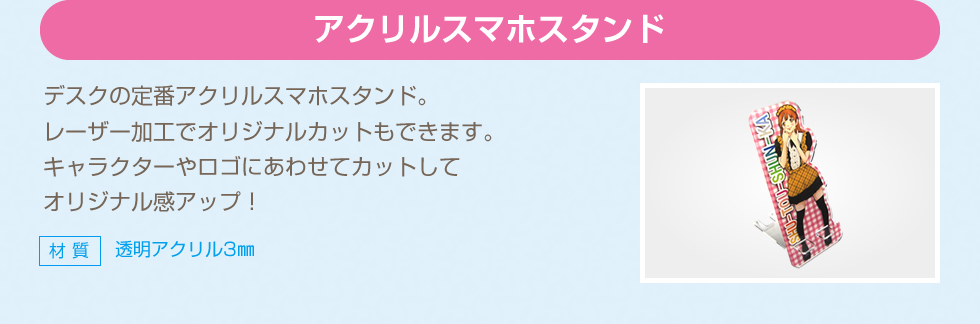 アクリルスマホスタンド
デスクの定番アクリルスマホスタンド。
レーザー加工でオリジナルカットもできます。
キャラクターやロゴにあわせてカットして
オリジナル感アップ！
材 質 透明アクリル3㎜
SHU-TOU-SHUN-KA